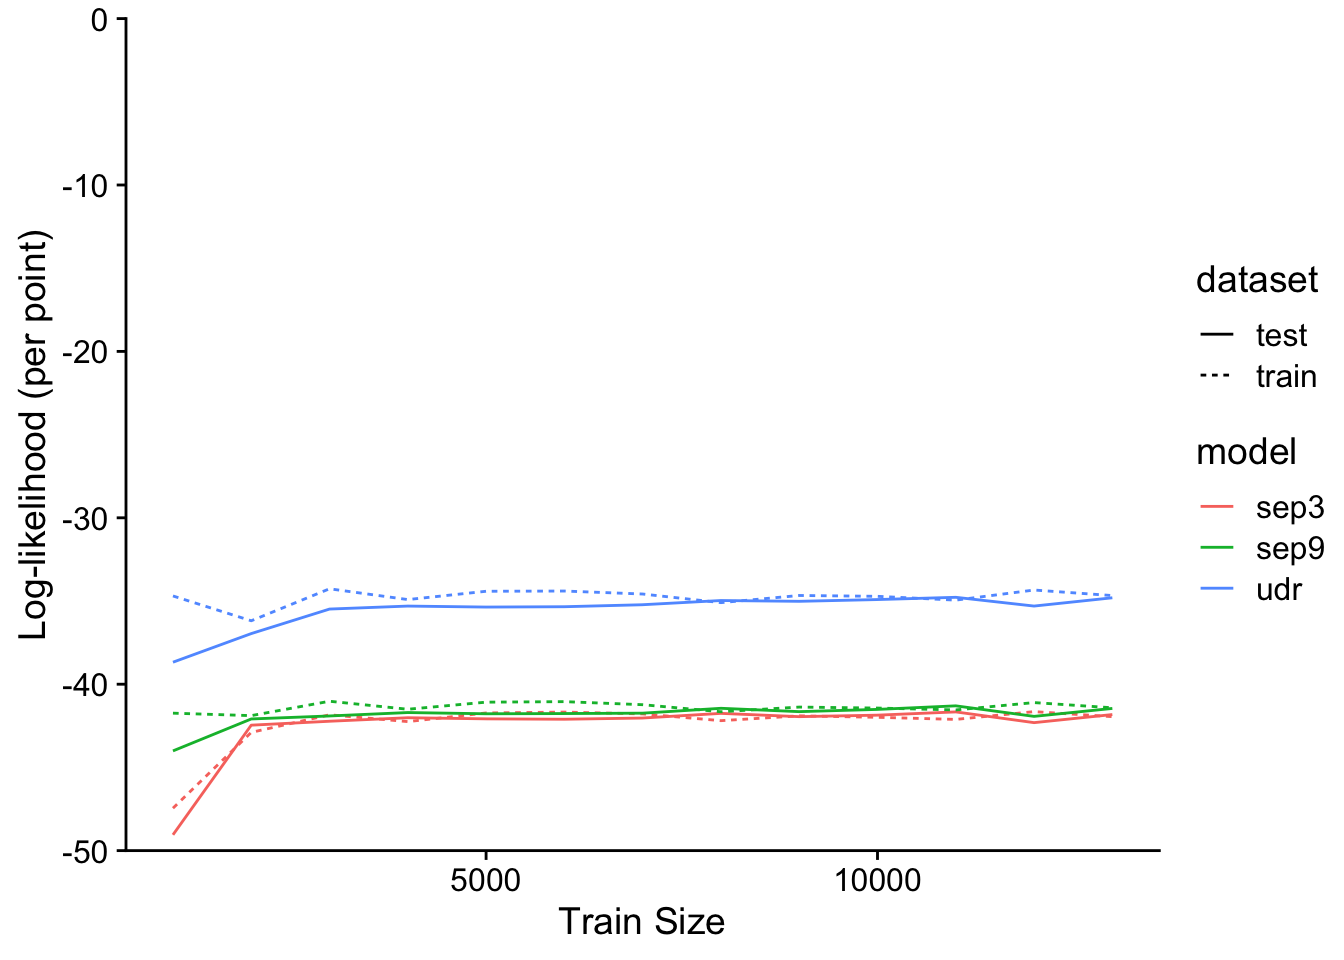 0
-10
-20
-30
-40
-50
Log-likelihood (per point)
5000
10000
Train Size
dataset
test
train
model
sep3
sep9
udr